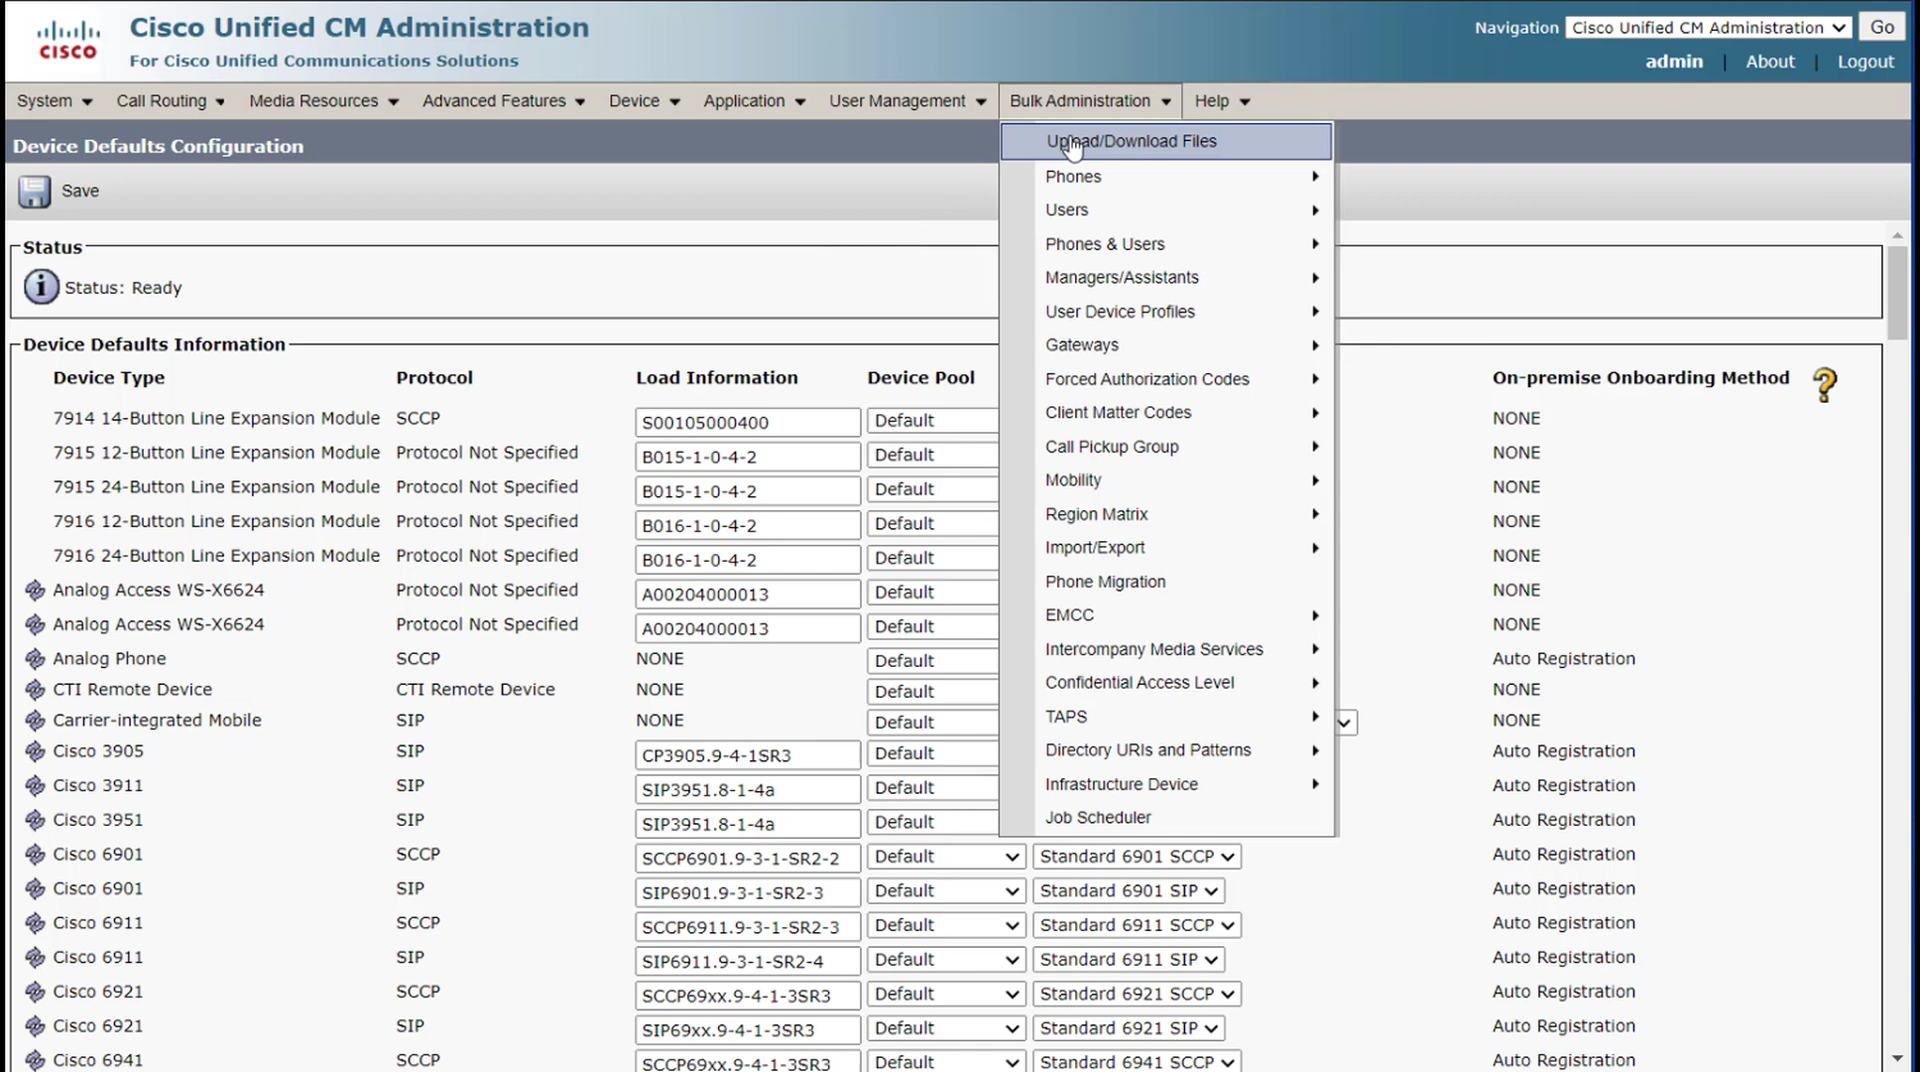 CISCO
Cisco Unified CM Administration
For Cisco Unified Communications Solutions
Navigation Cisco Unified CM Administration Go
admin | About | Logout
System Call Routing Media Resources Advanced Features Device Application User Management Bulk Administration Help
Device Defaults Configuration
Save
Status
Status: Ready
Upload/Download Files
Phones
Users
Phones & Users
Managers/Assistants
User Device Profiles
Gateways
Forced Authorization Codes
Client Matter Codes
Call Pickup Group
Mobility
Region Matrix
Import/Export
Phone Migration
EMCC
Intercompany Media Services
Confidential Access Level
TAPS
Directory URIs and Patterns
Infrastructure Device
Job Scheduler
Device Defaults Information
Device Type Protocol Load Information Device Pool On-premise Onboarding Method ?
7914 14-Button Line Expansion Module SCCP S00105000400 Default NONE
7915 12-Button Line Expansion Module Protocol Not Specified B015-1-0-4-2 Default NONE
7915 24-Button Line Expansion Module Protocol Not Specified B015-1-0-4-2 Default NONE
7916 12-Button Line Expansion Module Protocol Not Specified B016-1-0-4-2 Default NONE
7916 24-Button Line Expansion Module Protocol Not Specified B016-1-0-4-2 Default NONE
Analog Access WS-X6624 Protocol Not Specified A00204000013 Default NONE
Analog Access WS-X6624 Protocol Not Specified A00204000013 Default NONE
Analog Phone SCCP NONE Default Auto Registration
CTI Remote Device CTI Remote Device NONE Default NONE
Carrier-integrated Mobile SIP NONE Default NONE
Cisco 3905 SIP CP3905.9-4-1SR3 Default Auto Registration
Cisco 3911 SIP SIP3951.8-1-4a Default Auto Registration
Cisco 3951 SIP SIP3951.8-1-4a Default Auto Registration
Cisco 6901 SCCP SCCP6901.9-3-1-SR2-2 Default Standard 6901 SCCP Auto Registration
Cisco 6901 SIP SIP6901.9-3-1-SR2-3 Default Standard 6901 SIP Auto Registration
Cisco 6911 SCCP SCCP6911.9-3-1-SR2-3 Default Standard 6911 SCCP Auto Registration
Cisco 6911 SIP SIP6911.9-3-1-SR2-4 Default Standard 6911 SIP Auto Registration
Cisco 6921 SCCP SCCP69xx.9-4-1-3SR3 Default Standard 6921 SCCP Auto Registration
Cisco 6921 SIP SIP69xx.9-4-1-3SR3 Default Standard 6921 SIP Auto Registration
Cisco 6941 SCCP SCCP69xx.9-4-1-3SR3 Default Standard 6941 SCCP Auto Registration